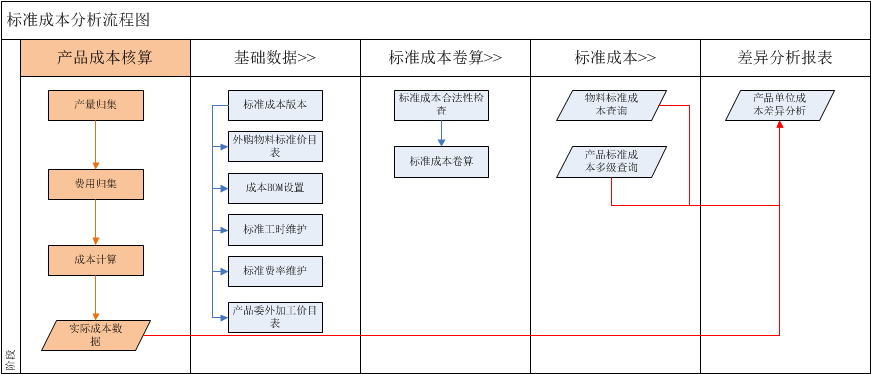 标准成本分析流程图
产品成本核算
基础数据>>
标准成本卷算>>
标准成本>>
差异分析报表
产量归集
费用归集
成本计算
实际成本数
据
标准成本版本
外购物料标准价目
表
成本BOM设置
标准工时维护
标准费率维护
产品委外加工价目
表
标准成本合法性检
查
标准成本卷算
物料标准成
本查询
产品标准成
本多级查询
产品单位成
本差异分析
阶段